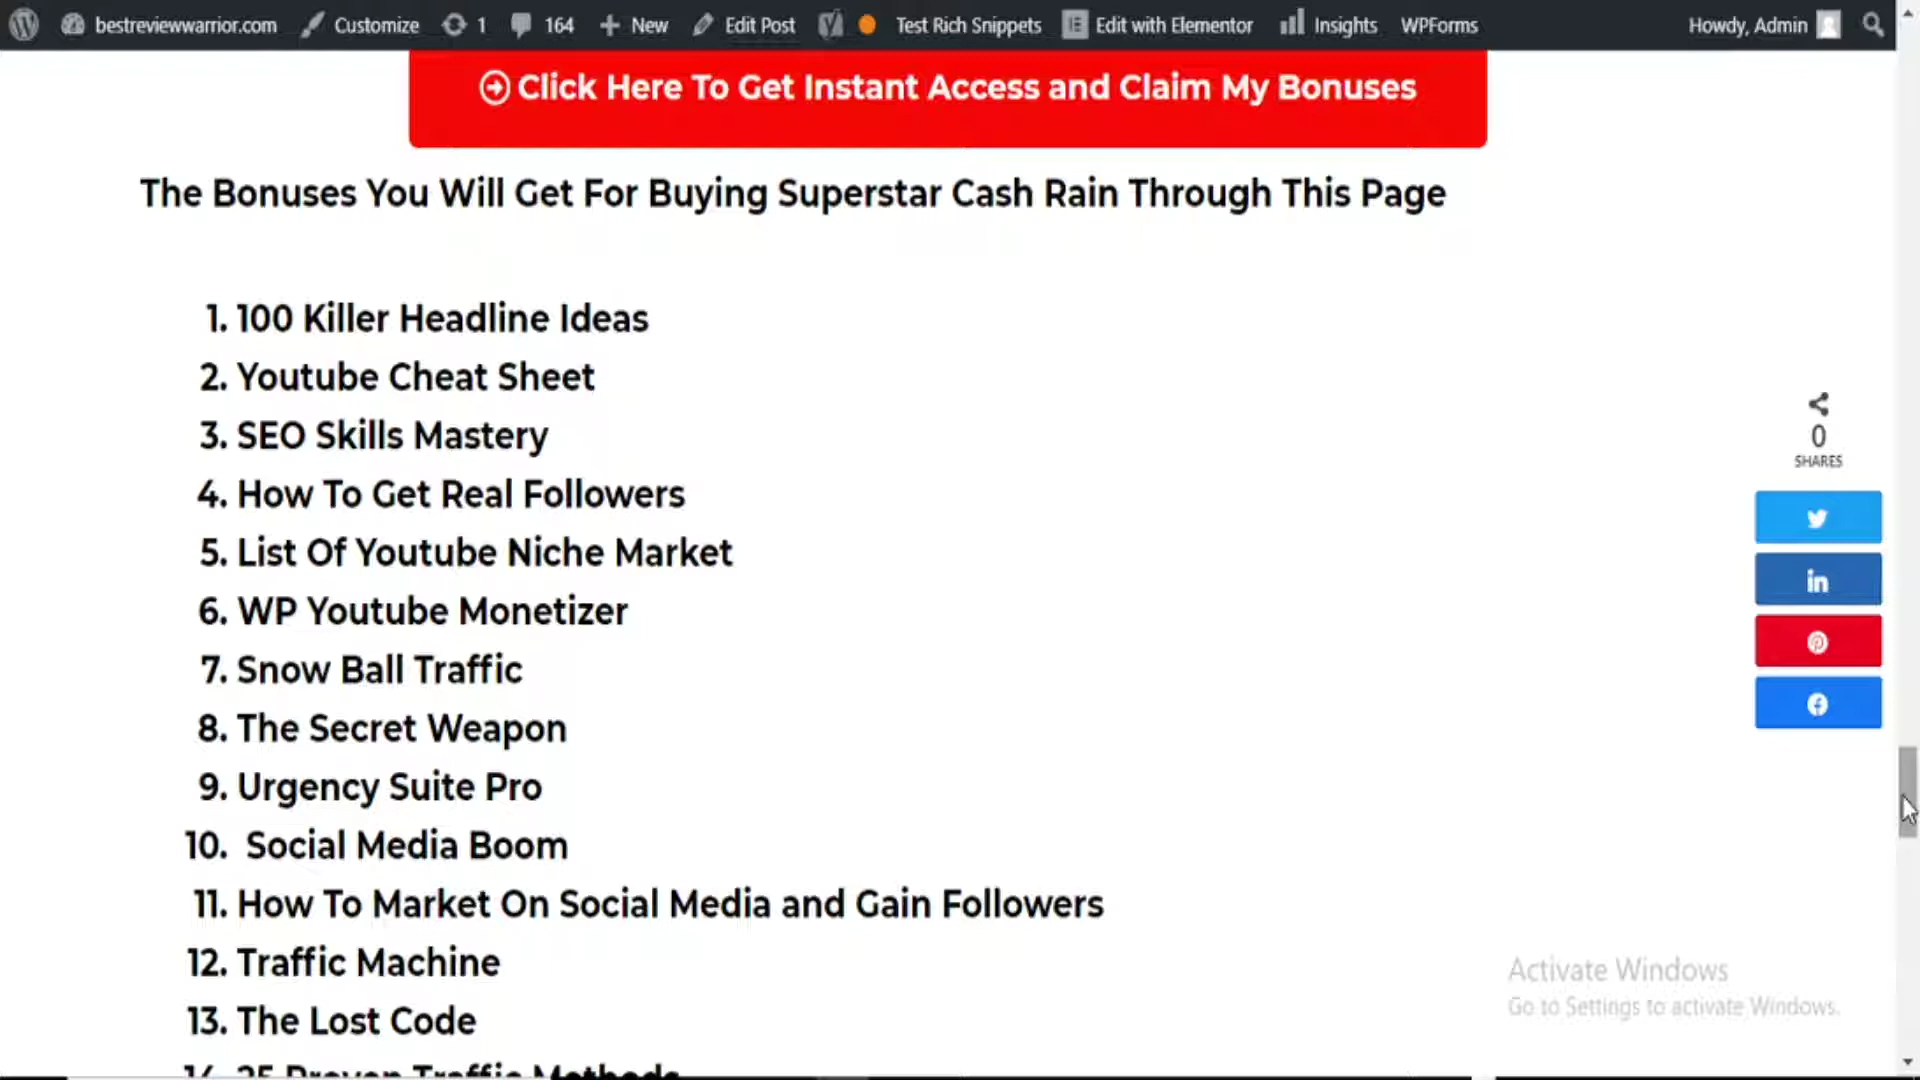 bestreviewwarrior.com Customize 1 164 New Edit Post Test Rich Snippets Edit with Elementor Insights WPForms Howdy, Admin
Click Here To Get Instant Access and Claim My Bonuses
The Bonuses You Will Get For Buying Superstar Cash Rain Through This Page
1. 100 Killer Headline Ideas
2. Youtube Cheat Sheet
3. SEO Skills Mastery
4. How To Get Real Followers
5. List Of Youtube Niche Market
6. WP Youtube Monetizer
7. Snow Ball Traffic
8. The Secret Weapon
9. Urgency Suite Pro
10. Social Media Boom
11. How To Market On Social Media and Gain Followers
12. Traffic Machine
13. The Lost Code
14. 25 Proven Traffic Methods
0
SHARES
Activate Windows
Go to Settings to activate Windows.